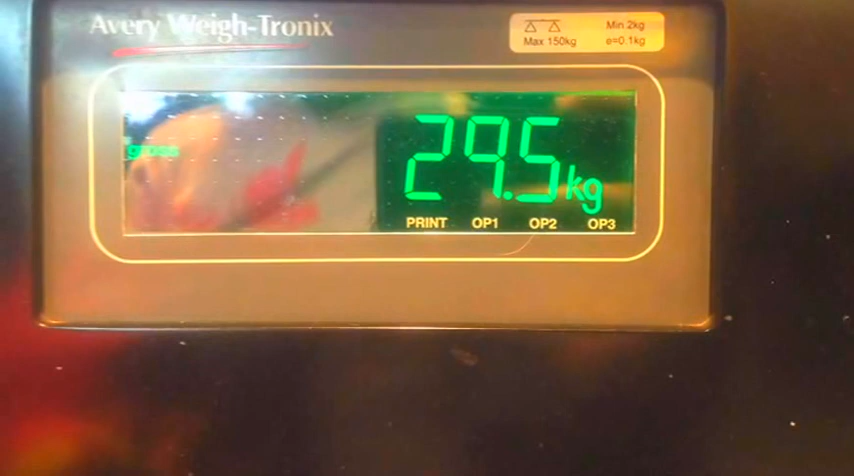 Avery Weigh-Tronix
Max 150kg
Min 2kg
e=0.1kg
gross
29.5kg
PRINT OP1 OP2 OP3